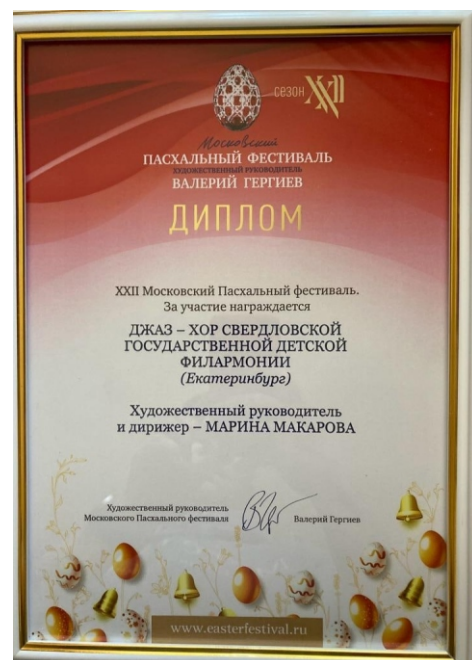 сезон XXII
Московский
ПАСХАЛЬНЫЙ ФЕСТИВАЛЬ
ХУДОЖЕСТВЕННЫЙ РУКОВОДИТЕЛЬ
ВАЛЕРИЙ ГЕРГИЕВ
ДИПЛОМ
XXII Московский Пасхальный фестиваль.
За участие награждается
ДЖАЗ – ХОР СВЕРДЛОВСКОЙ
ГОСУДАРСТВЕННОЙ ДЕТСКОЙ
ФИЛАРМОНИИ
(Екатеринбург)
Художественный руководитель
и дирижер – МАРИНА МАКАРОВА
Художественный руководитель
Московского Пасхального фестиваля
Валерий Гергиев
www.easterfestival.ru